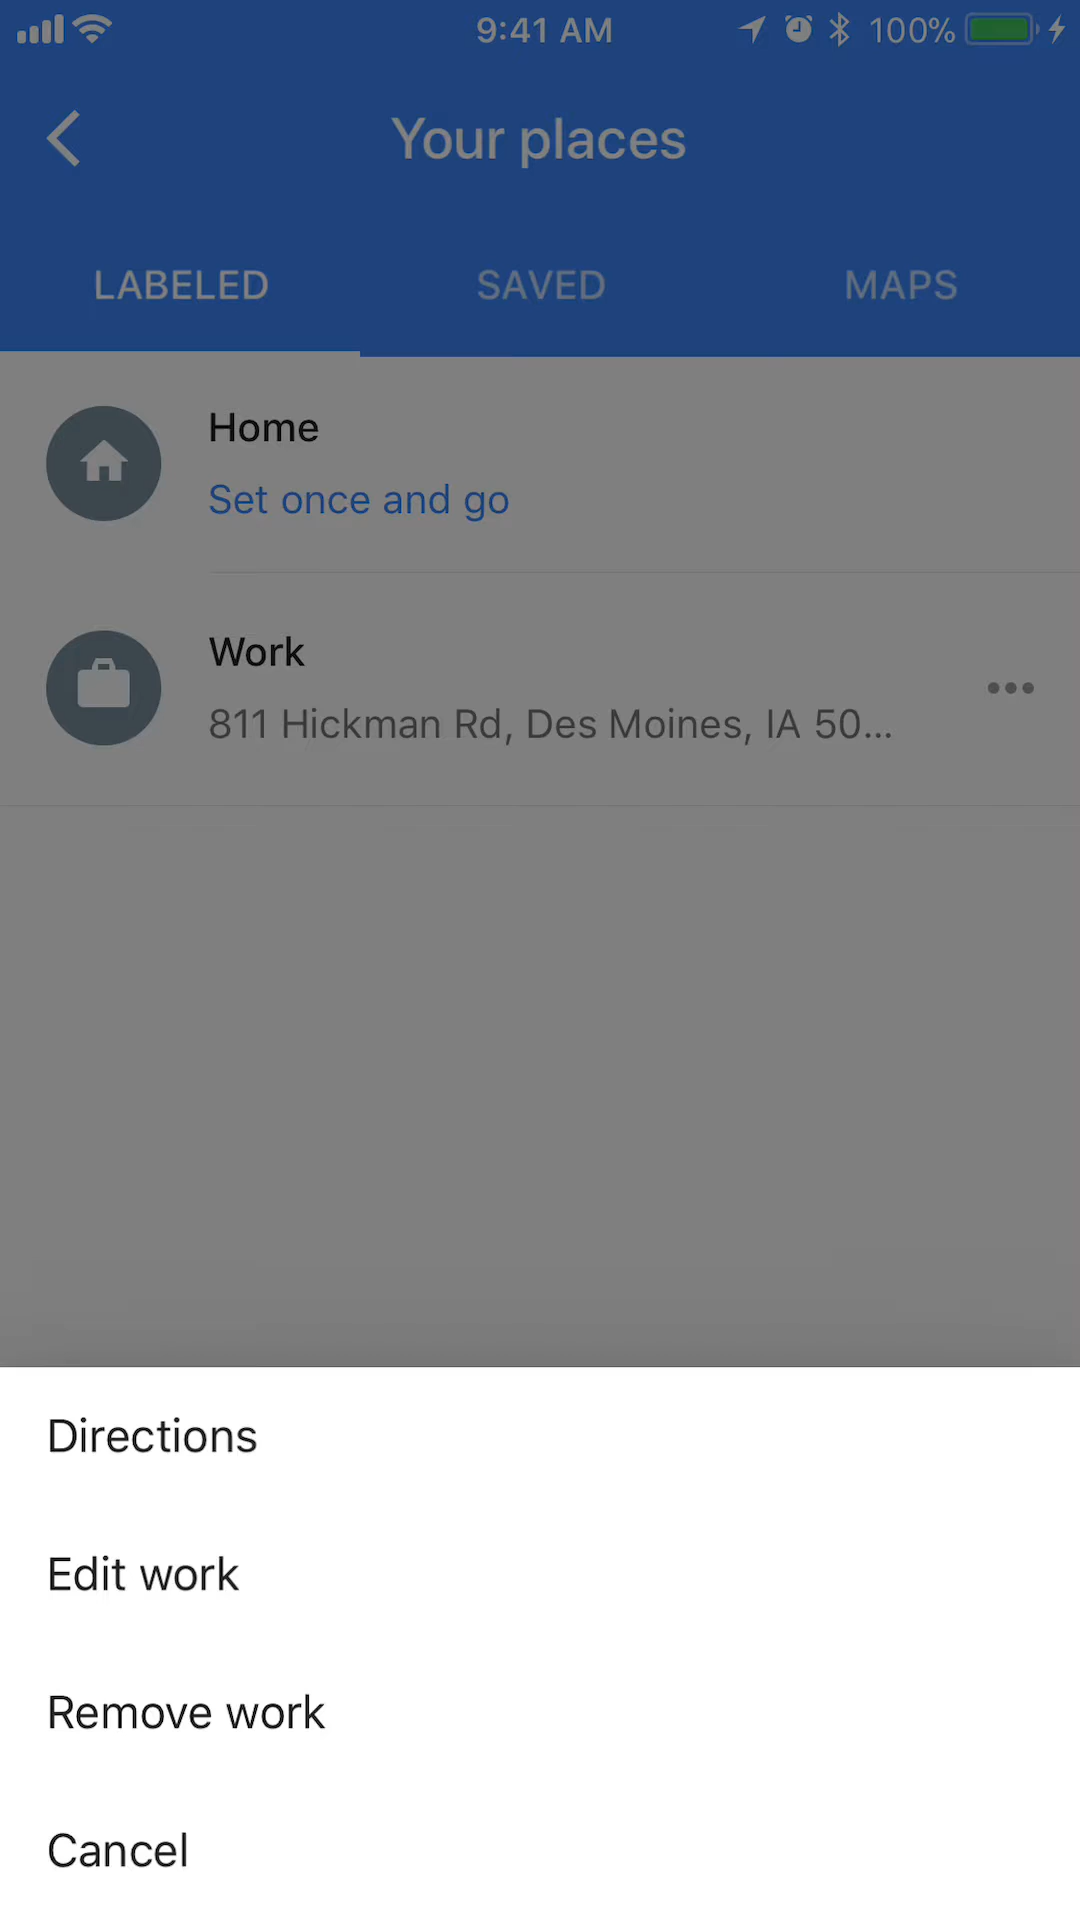 9:41 AM
100%
Your places
LABELED
SAVED
MAPS
Home
Set once and go
Work
811 Hickman Rd, Des Moines, IA 50...
Directions
Edit work
Remove work
Cancel